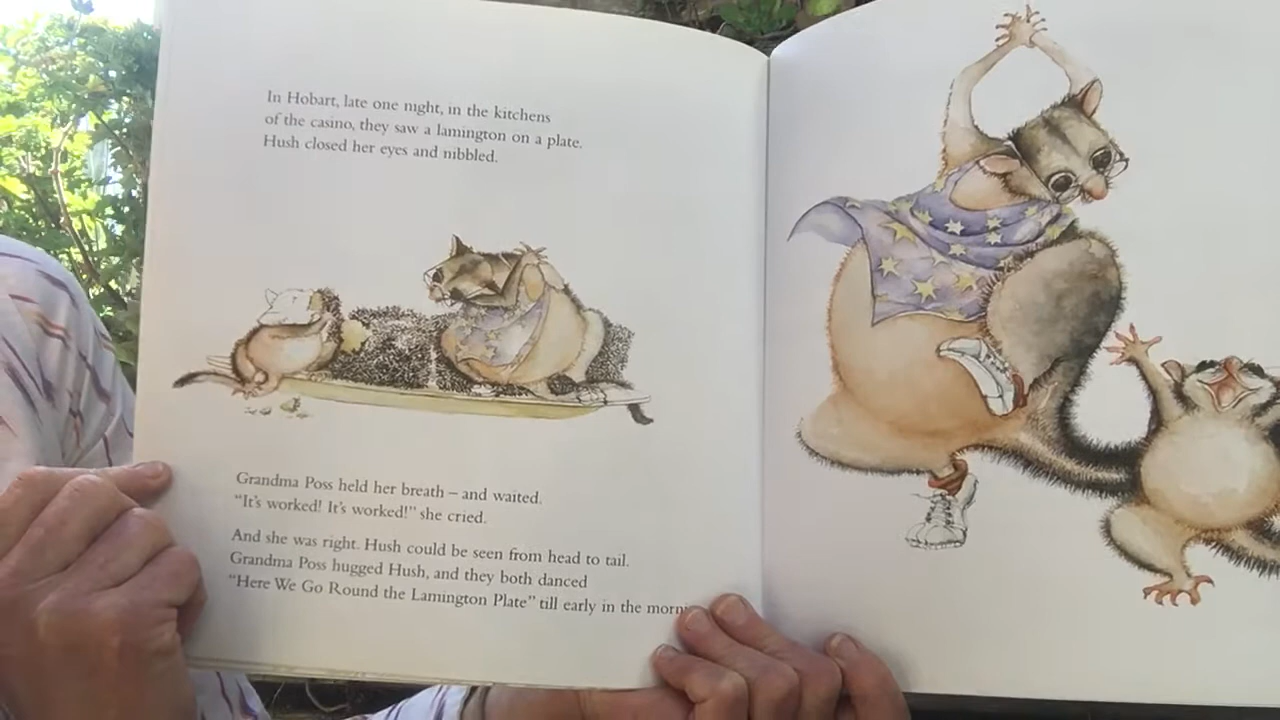 In Hobart, late one night, in the kitchens
of the casino, they saw a lamington on a plate.
Hush closed her eyes and nibbled.
Grandma Poss held her breath – and waited.
"It's worked! It's worked!" she cried.
And she was right. Hush could be seen from head to tail.
Grandma Poss hugged Hush, and they both danced
"Here We Go Round the Lamington Plate" till early in the